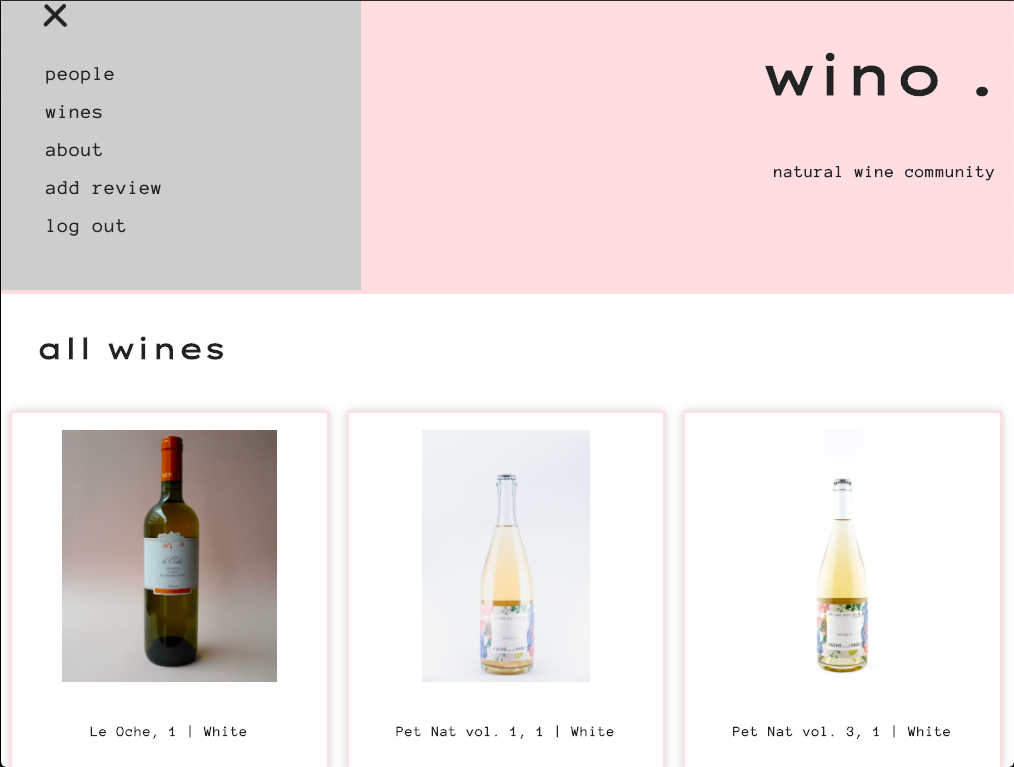 people
wines
about
add review
log out
wino .
natural wine community
all wines
Le Oche, 1 | White
Pet Nat vol. 1, 1 | White
Pet Nat vol. 3, 1 | White